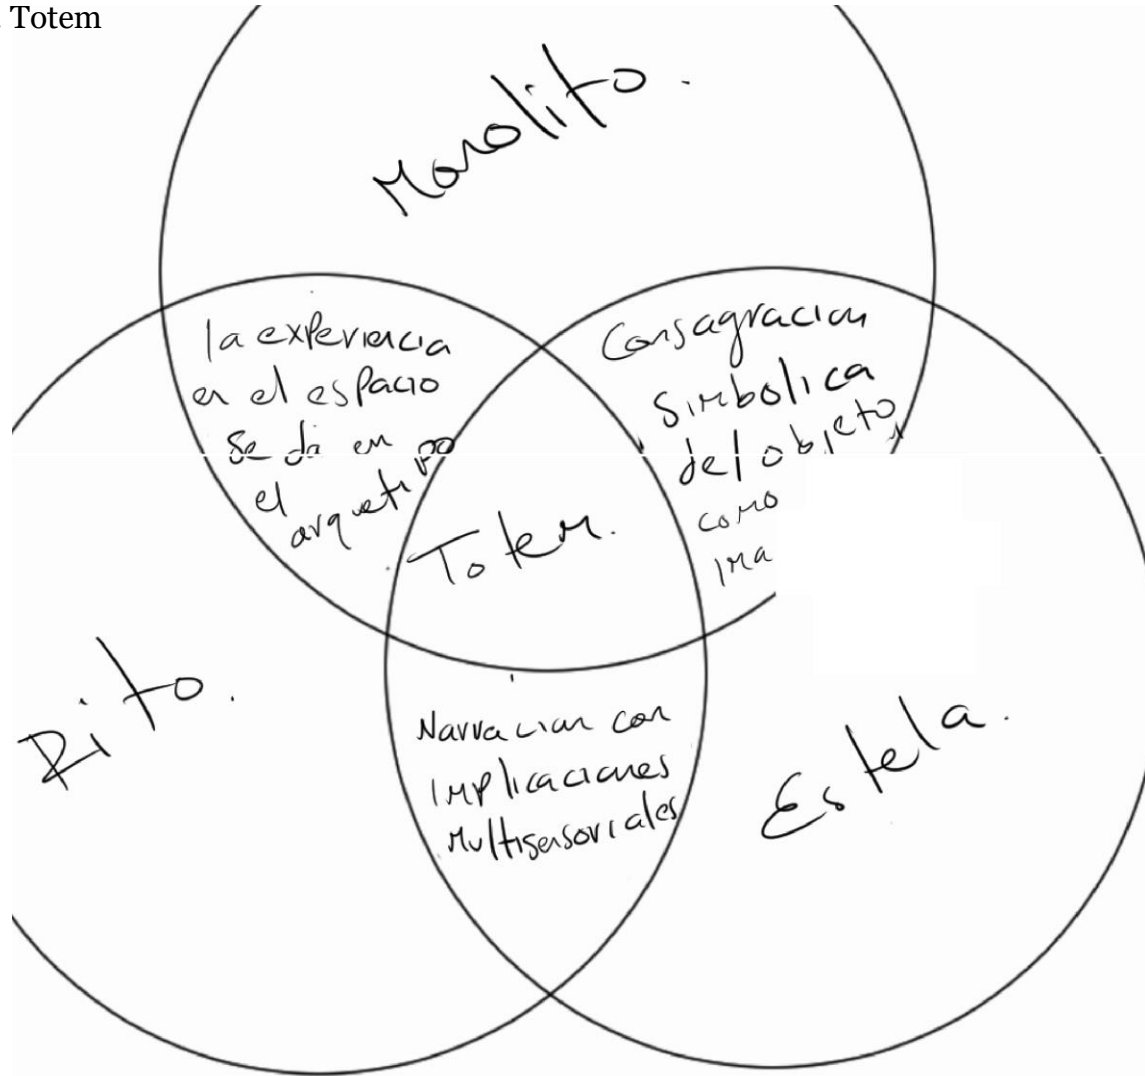 Totem
Monolito.
la experiencia
en el espacio
se da en
el
arquetipo
Consagracion
Simbolica
del objeto,
como
ima
Totem.
Rito.
Narracion con
implicaciones
Multisensoriales
Estela.